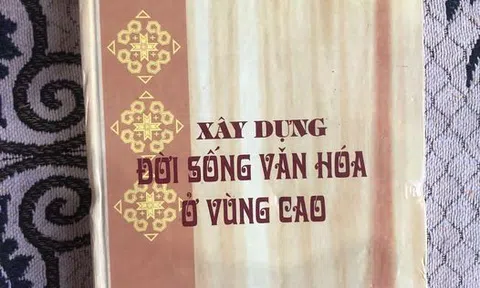 XÂY DỰNG
ĐỜI SỐNG VĂN HÓA
Ở VÙNG CAO